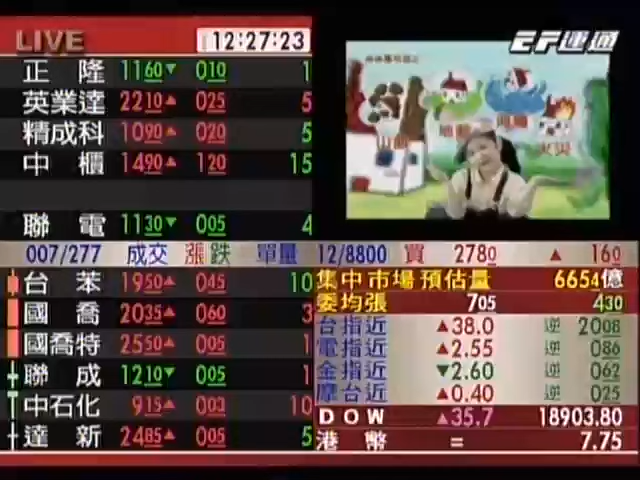 LIVE
12:27:23
EF運通
正隆 1160▼ 010 1
英業達 2210▲ 025 5
精成科 1090▲ 020 5
中櫃 1490▲ 120 15
聯電 1130▼ 005 4
火災
007/277 成交 漲跌 單量 12/8800 買 2780 ▲ 160
台苯 1950▲ 045 10
國喬 2035▲ 060 3
國喬特 2550▲ 005 1
聯成 1210▼ 005 1
中石化 915▲ 003 10
達新 2485▲ 005 5
集中市場預估量 6654億
委均張 705 430
台指近 ▲38.0 逆 2008
電指近 ▲2.55 逆 086
金指近 ▼2.60 逆 062
摩台近 ▲0.40 逆 025
DOW ▲35.7 18903.80
港幣 = 7.75